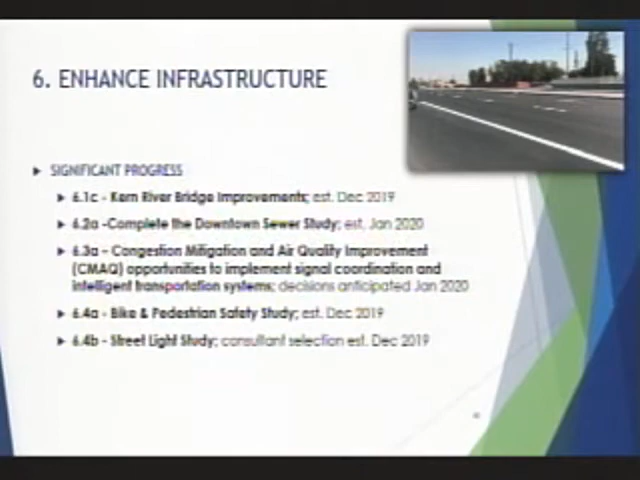 6. ENHANCE INFRASTRUCTURE
SIGNIFICANT PROGRESS
6.1c - Kern River Bridge Improvements; est. Dec 2019
6.2a -Complete the Downtown Sewer Study; est. Jan 2020
6.3a - Congestion Mitigation and Air Quality Improvement
(CMAQ) opportunities to implement signal coordination and
intelligent transportation systems; decisions anticipated Jan 2020
6.4a - Bike & Pedestrian Safety Study; est. Dec 2019
6.4b - Street Light Study; consultant selection est. Dec 2019